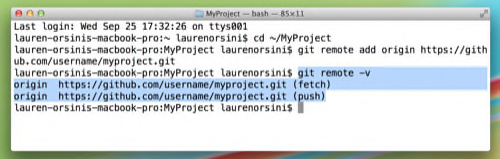 MyProject — bash — 85×11
Last login: Wed Sep 25 17:32:26 on ttys001
lauren-orsinis-macbook-pro:~ laurenorsini$ cd ~/MyProject
lauren-orsinis-macbook-pro:MyProject laurenorsini$ git remote add origin https://gith
ub.com/username/myproject.git
lauren-orsinis-macbook-pro:MyProject laurenorsini$ git remote -v
origin  https://github.com/username/myproject.git (fetch)
origin  https://github.com/username/myproject.git (push)
lauren-orsinis-macbook-pro:MyProject laurenorsini$